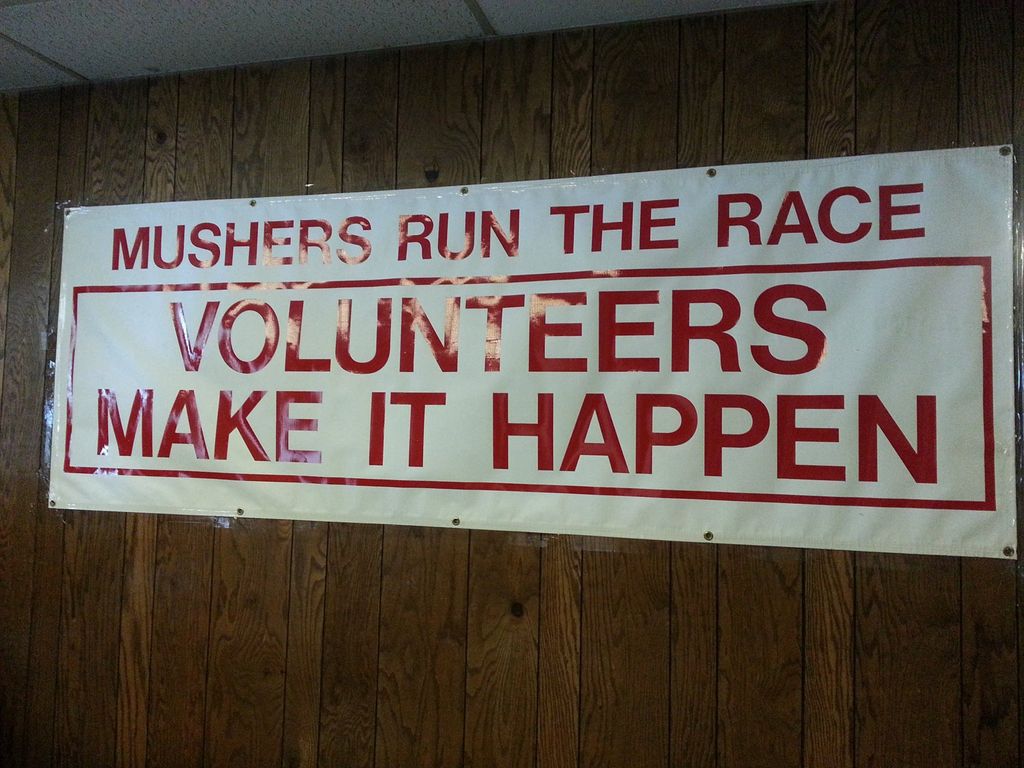 MUSHERS RUN THE RACE
VOLUNTEERS
MAKE IT HAPPEN